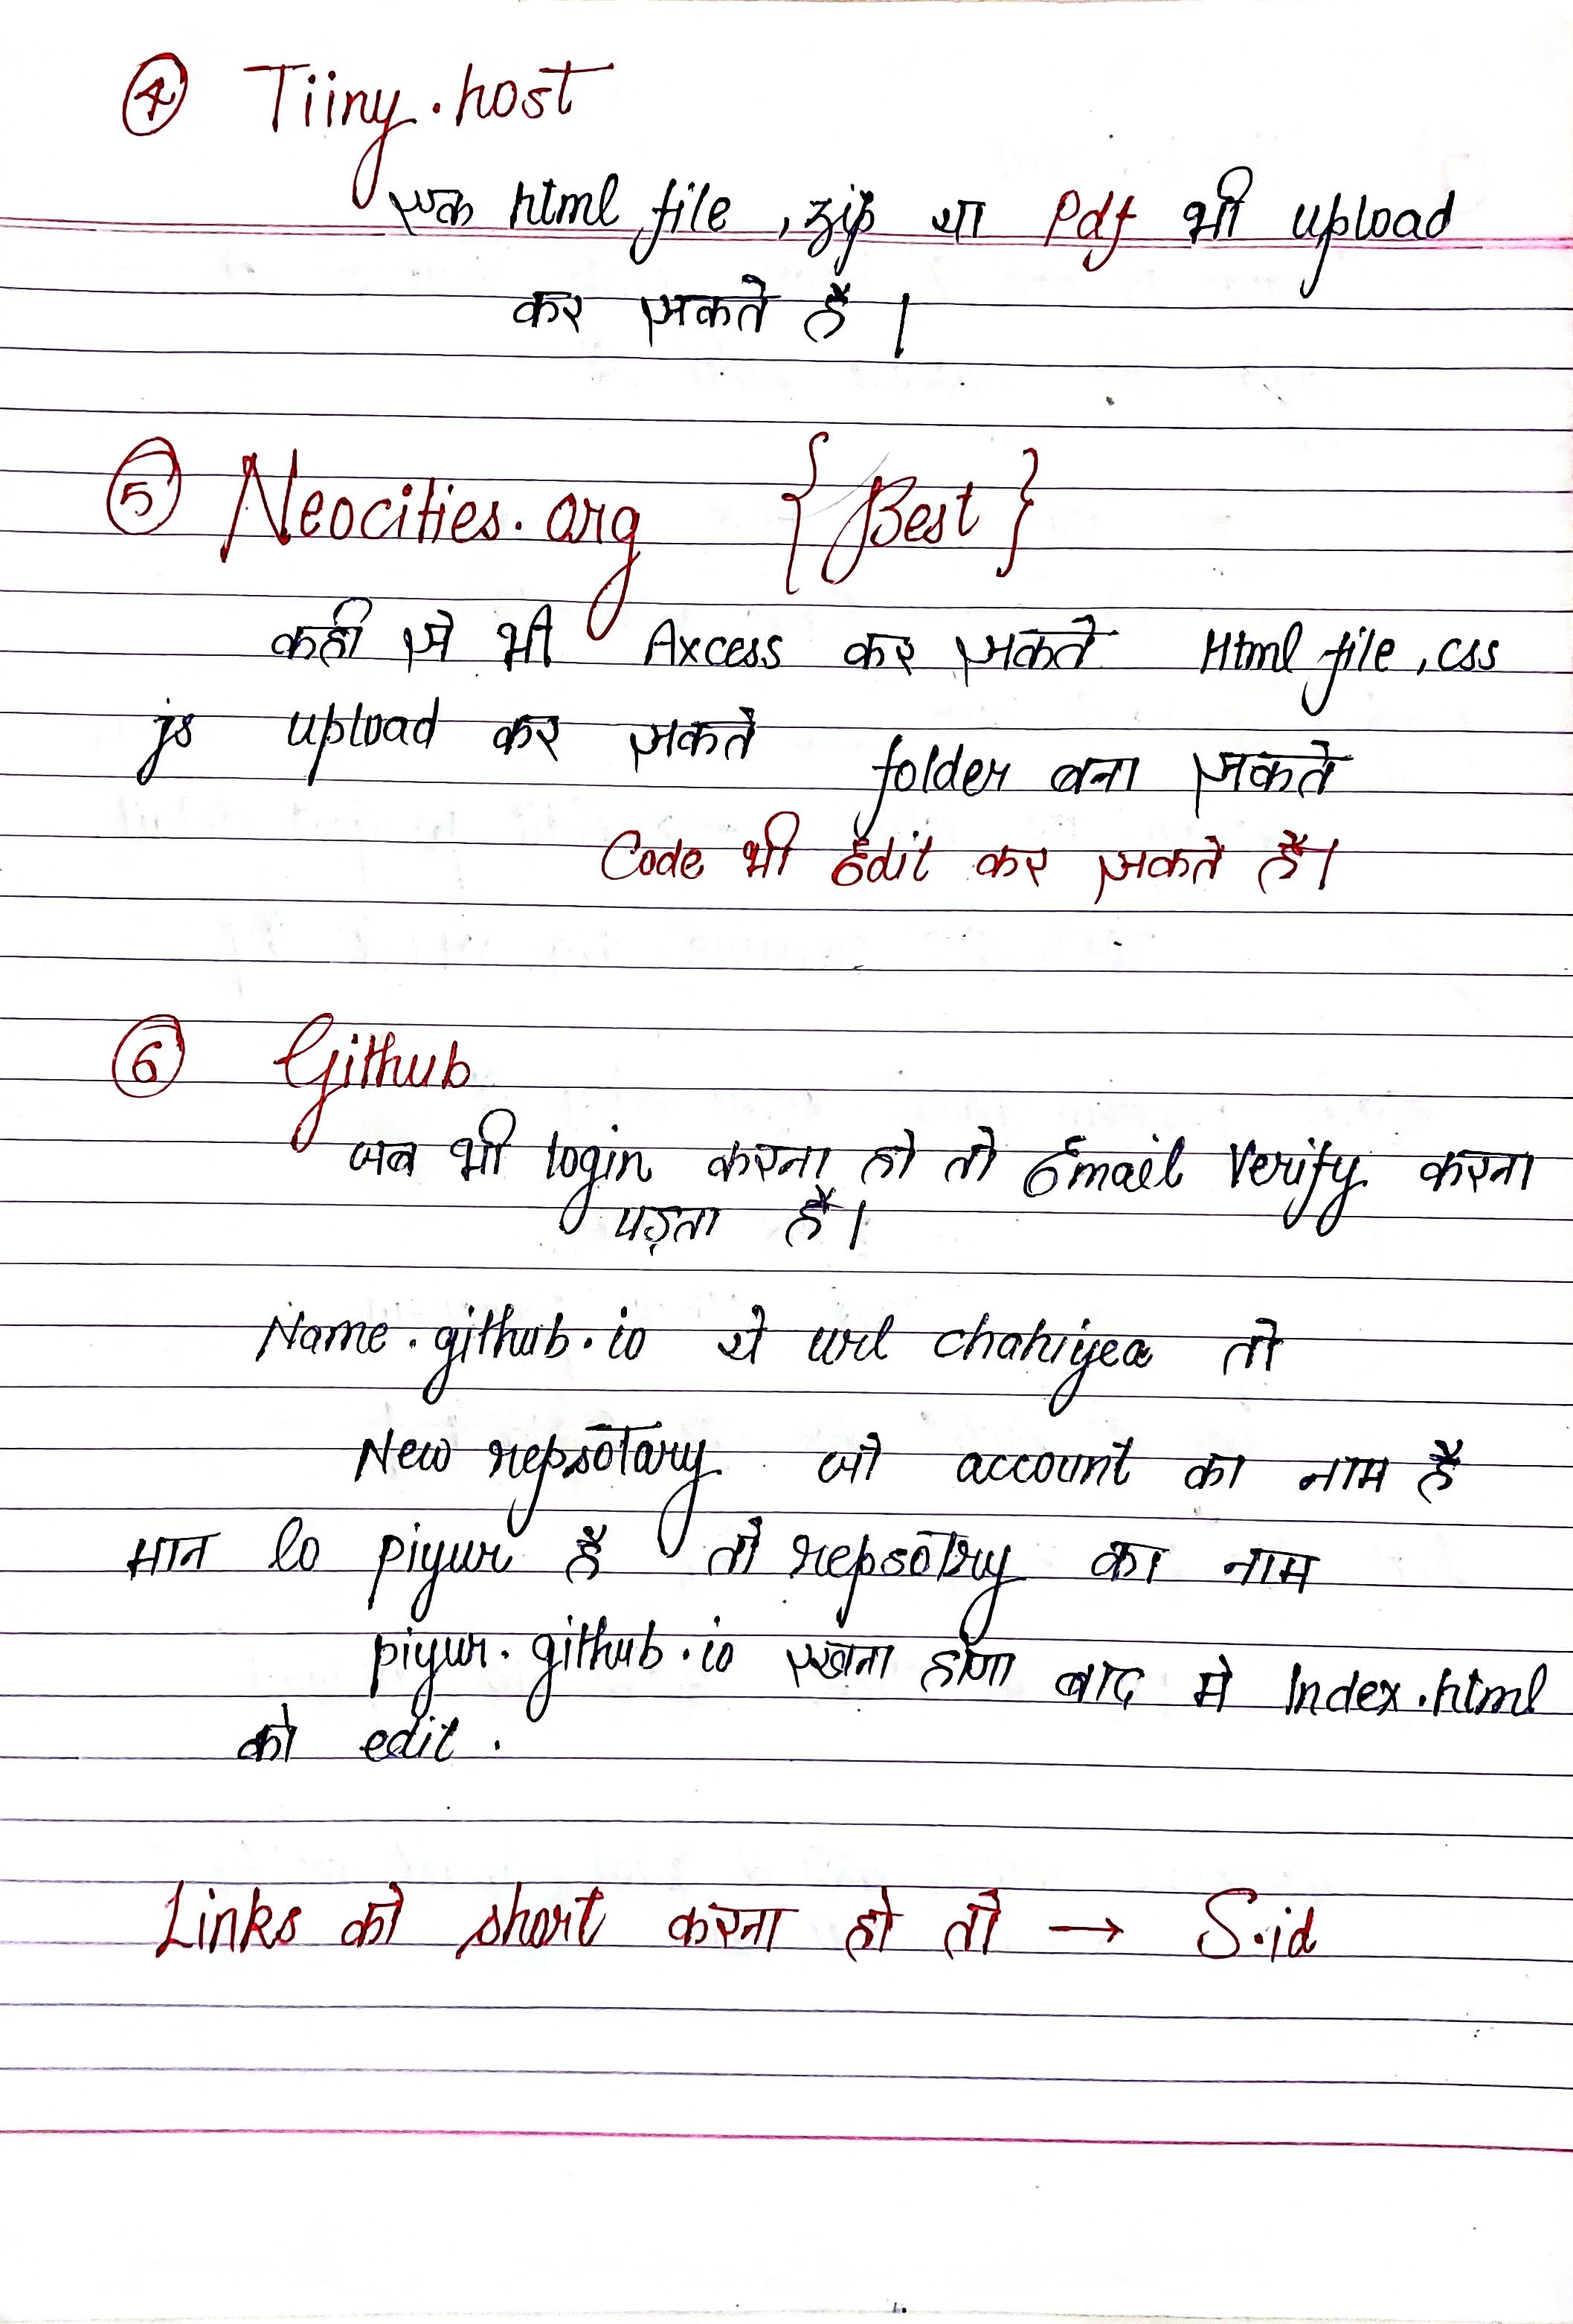 ④ Tiiny.host
एक html file, zip या Pdf भी upload
कर सकते हैं।
⑤ Neocities.org {Best}
कही से भी Axcess कर सकते Html file, css
js upload कर सकते folder बना सकते
Code भी Edit कर सकते हैं।
⑥ Github
जब भी login करना हो तो Email Verify करना
पड़ता है।
Name.github.io ये url chahiyea तो
New repsotary जो account का नाम है
मान lo piyur है तो repsotry का नाम
piyur.github.io रखना होगा बाद मे Index.html
को edit.
Links को short करना हो तो → S.id